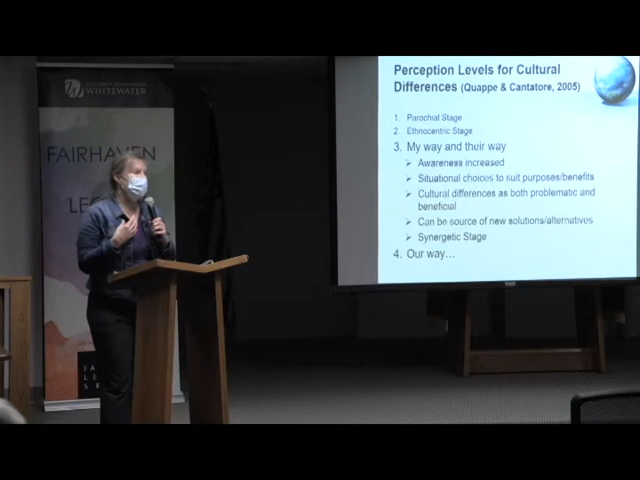 WHITEWATER
FAIRHAVEN
Perception Levels for Cultural
Differences (Quappe & Cantatore, 2005)
1. Parochial Stage
2. Ethnocentric Stage
3. My way and their way
➢ Awareness increased
➢ Situational choices to suit purposes/benefits
➢ Cultural differences as both problematic and
beneficial
➢ Can be source of new solutions/alternatives
➢ Synergetic Stage
4. Our way…